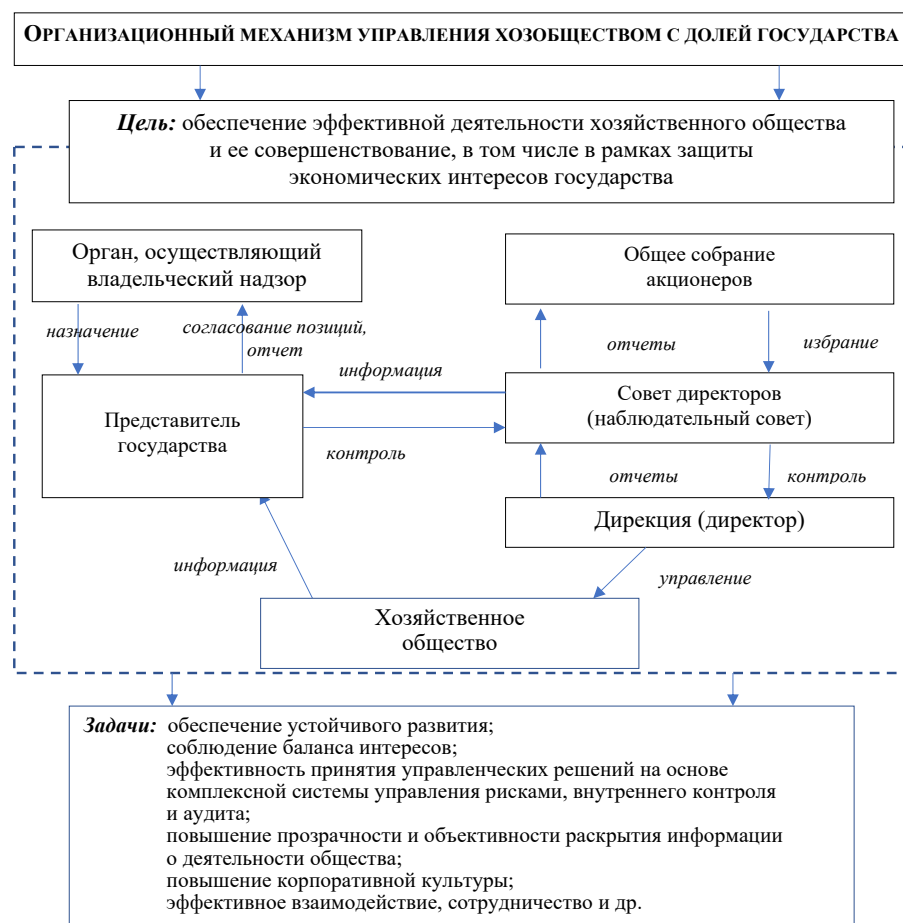 ОРГАНИЗАЦИОННЫЙ МЕХАНИЗМ УПРАВЛЕНИЯ ХОЗОБЩЕСТВОМ С ДОЛЕЙ ГОСУДАРСТВА
Цель: обеспечение эффективной деятельности хозяйственного общества
и ее совершенствование, в том числе в рамках защиты
экономических интересов государства
Орган, осуществляющий
владельческий надзор
Общее собрание
акционеров
назначение
согласование позиций,
отчет
отчеты
избрание
информация
Представитель
государства
Совет директоров
(наблюдательный совет)
контроль
отчеты
контроль
Дирекция (директор)
информация
управление
Хозяйственное
общество
Задачи: обеспечение устойчивого развития;
соблюдение баланса интересов;
эффективность принятия управленческих решений на основе
комплексной системы управления рисками, внутреннего контроля
и аудита;
повышение прозрачности и объективности раскрытия информации
о деятельности общества;
повышение корпоративной культуры;
эффективное взаимодействие, сотрудничество и др.